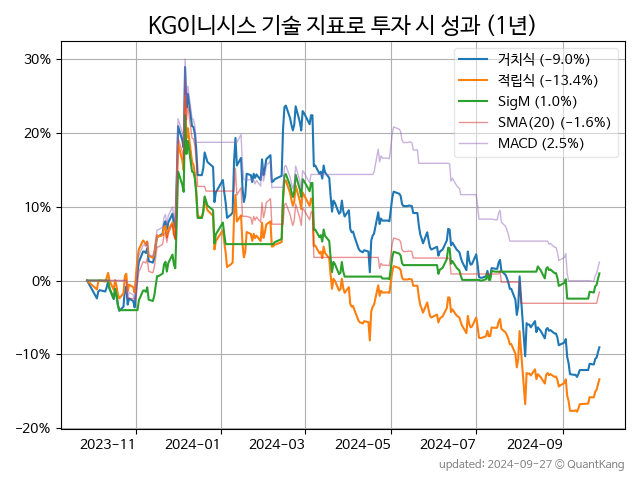 KG이니시스 기술 지표로 투자 시 성과 (1년)
거치식 (−9.0%)
적립식 (−13.4%)
SigM (1.0%)
SMA(20) (−1.6%)
MACD (2.5%)
30%
20%
10%
0%
−10%
−20%
2023-11
2024-01
2024-03
2024-05
2024-07
2024-09
updated: 2024-09-27 © QuantKang